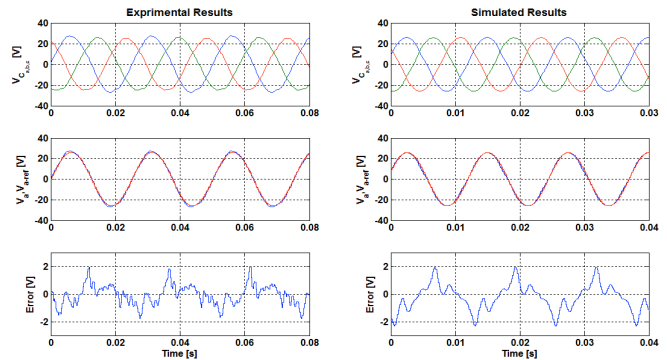 Exprimental Results
Simulated Results
40
20
0
-20
-40
V_C a,b,c [V]
0 0.02 0.04 0.06 0.08
40
20
0
-20
-40
V_C a,b,c [V]
0 0.01 0.02 0.03 0.03
40
20
0
-20
-40
V_a,V_a-ref [V]
0 0.02 0.04 0.06 0.08
40
20
0
-20
-40
V_a,V_a-ref [V]
0 0.01 0.02 0.03 0.04
2
0
-2
Error [V]
0 0.02 0.04 0.06 0.08
Time [s]
2
0
-2
Error [V]
0 0.01 0.02 0.03 0.04
Time [s]